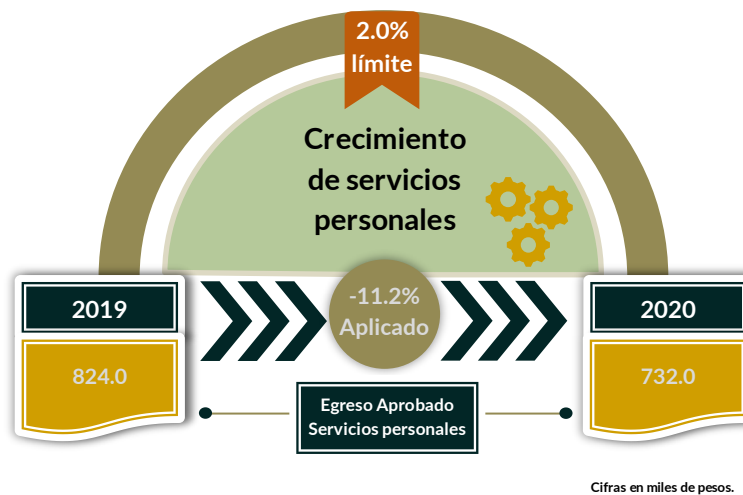 2.0%
límite
Crecimiento
de servicios
personales
2019
-11.2%
Aplicado
2020
824.0
732.0
Egreso Aprobado
Servicios personales
Cifras en miles de pesos.